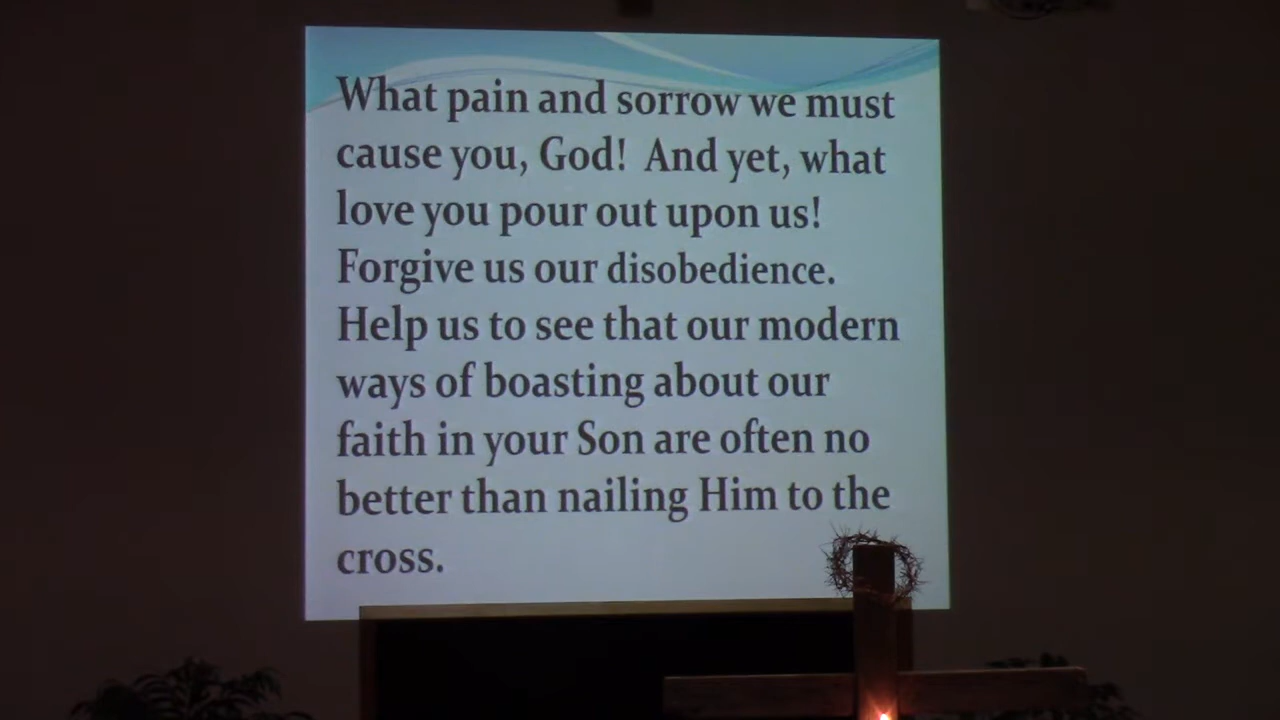 What pain and sorrow we must
cause you, God! And yet, what
love you pour out upon us!
Forgive us our disobedience.
Help us to see that our modern
ways of boasting about our
faith in your Son are often no
better than nailing Him to the
cross.